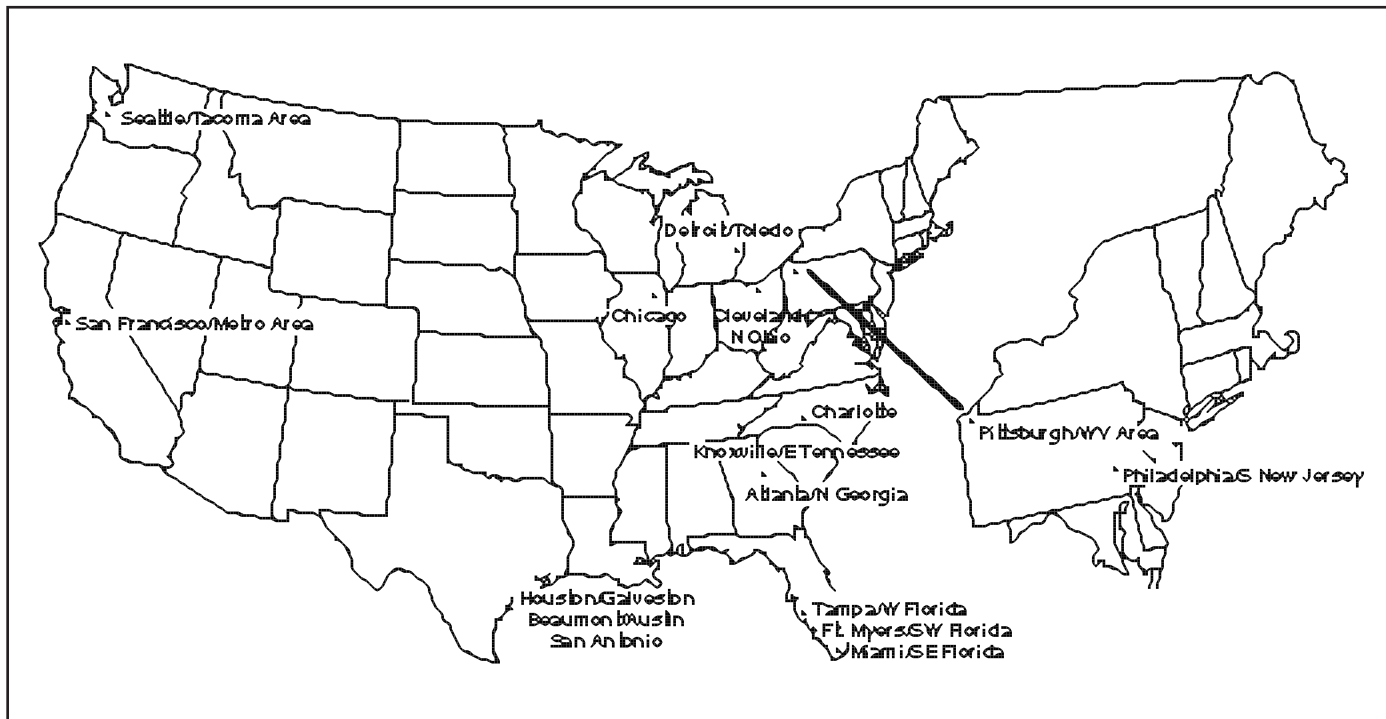 Seattle/Tacoma Area
Detroit/Toledo
San Francisco/Metro Area
Chicago
Cleveland/
N Ohio
Charlotte
Pittsburgh/WV Area
Knoxville/E Tennessee
Philadelphia/S New Jersey
Atlanta/N Georgia
Houston/Galveston
Beaumont/Austin
San Antonio
Tampa/W Florida
Ft. Myers/SW Florida
Miami/SE Florida